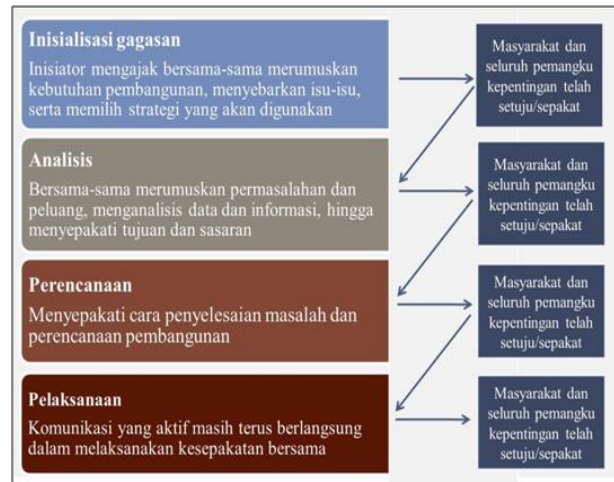 Inisialisasi gagasan
Inisiator mengajak bersama-sama merumuskan
kebutuhan pembangunan, menyebarkan isu-isu,
serta memilih strategi yang akan digunakan
Masyarakat dan
seluruh pemangku
kepentingan telah
setuju/sepakat
Analisis
Bersama-sama merumuskan permasalahan dan
peluang, menganalisis data dan informasi, hingga
menyepakati tujuan dan sasaran
Masyarakat dan
seluruh pemangku
kepentingan telah
setuju/sepakat
Perencanaan
Menyepakati cara penyelesaian masalah dan
perencanaan pembangunan
Masyarakat dan
seluruh pemangku
kepentingan telah
setuju/sepakat
Pelaksanaan
Komunikasi yang aktif masih terus berlangsung
dalam melaksanakan kesepakatan bersama
Masyarakat dan
seluruh pemangku
kepentingan telah
setuju/sepakat